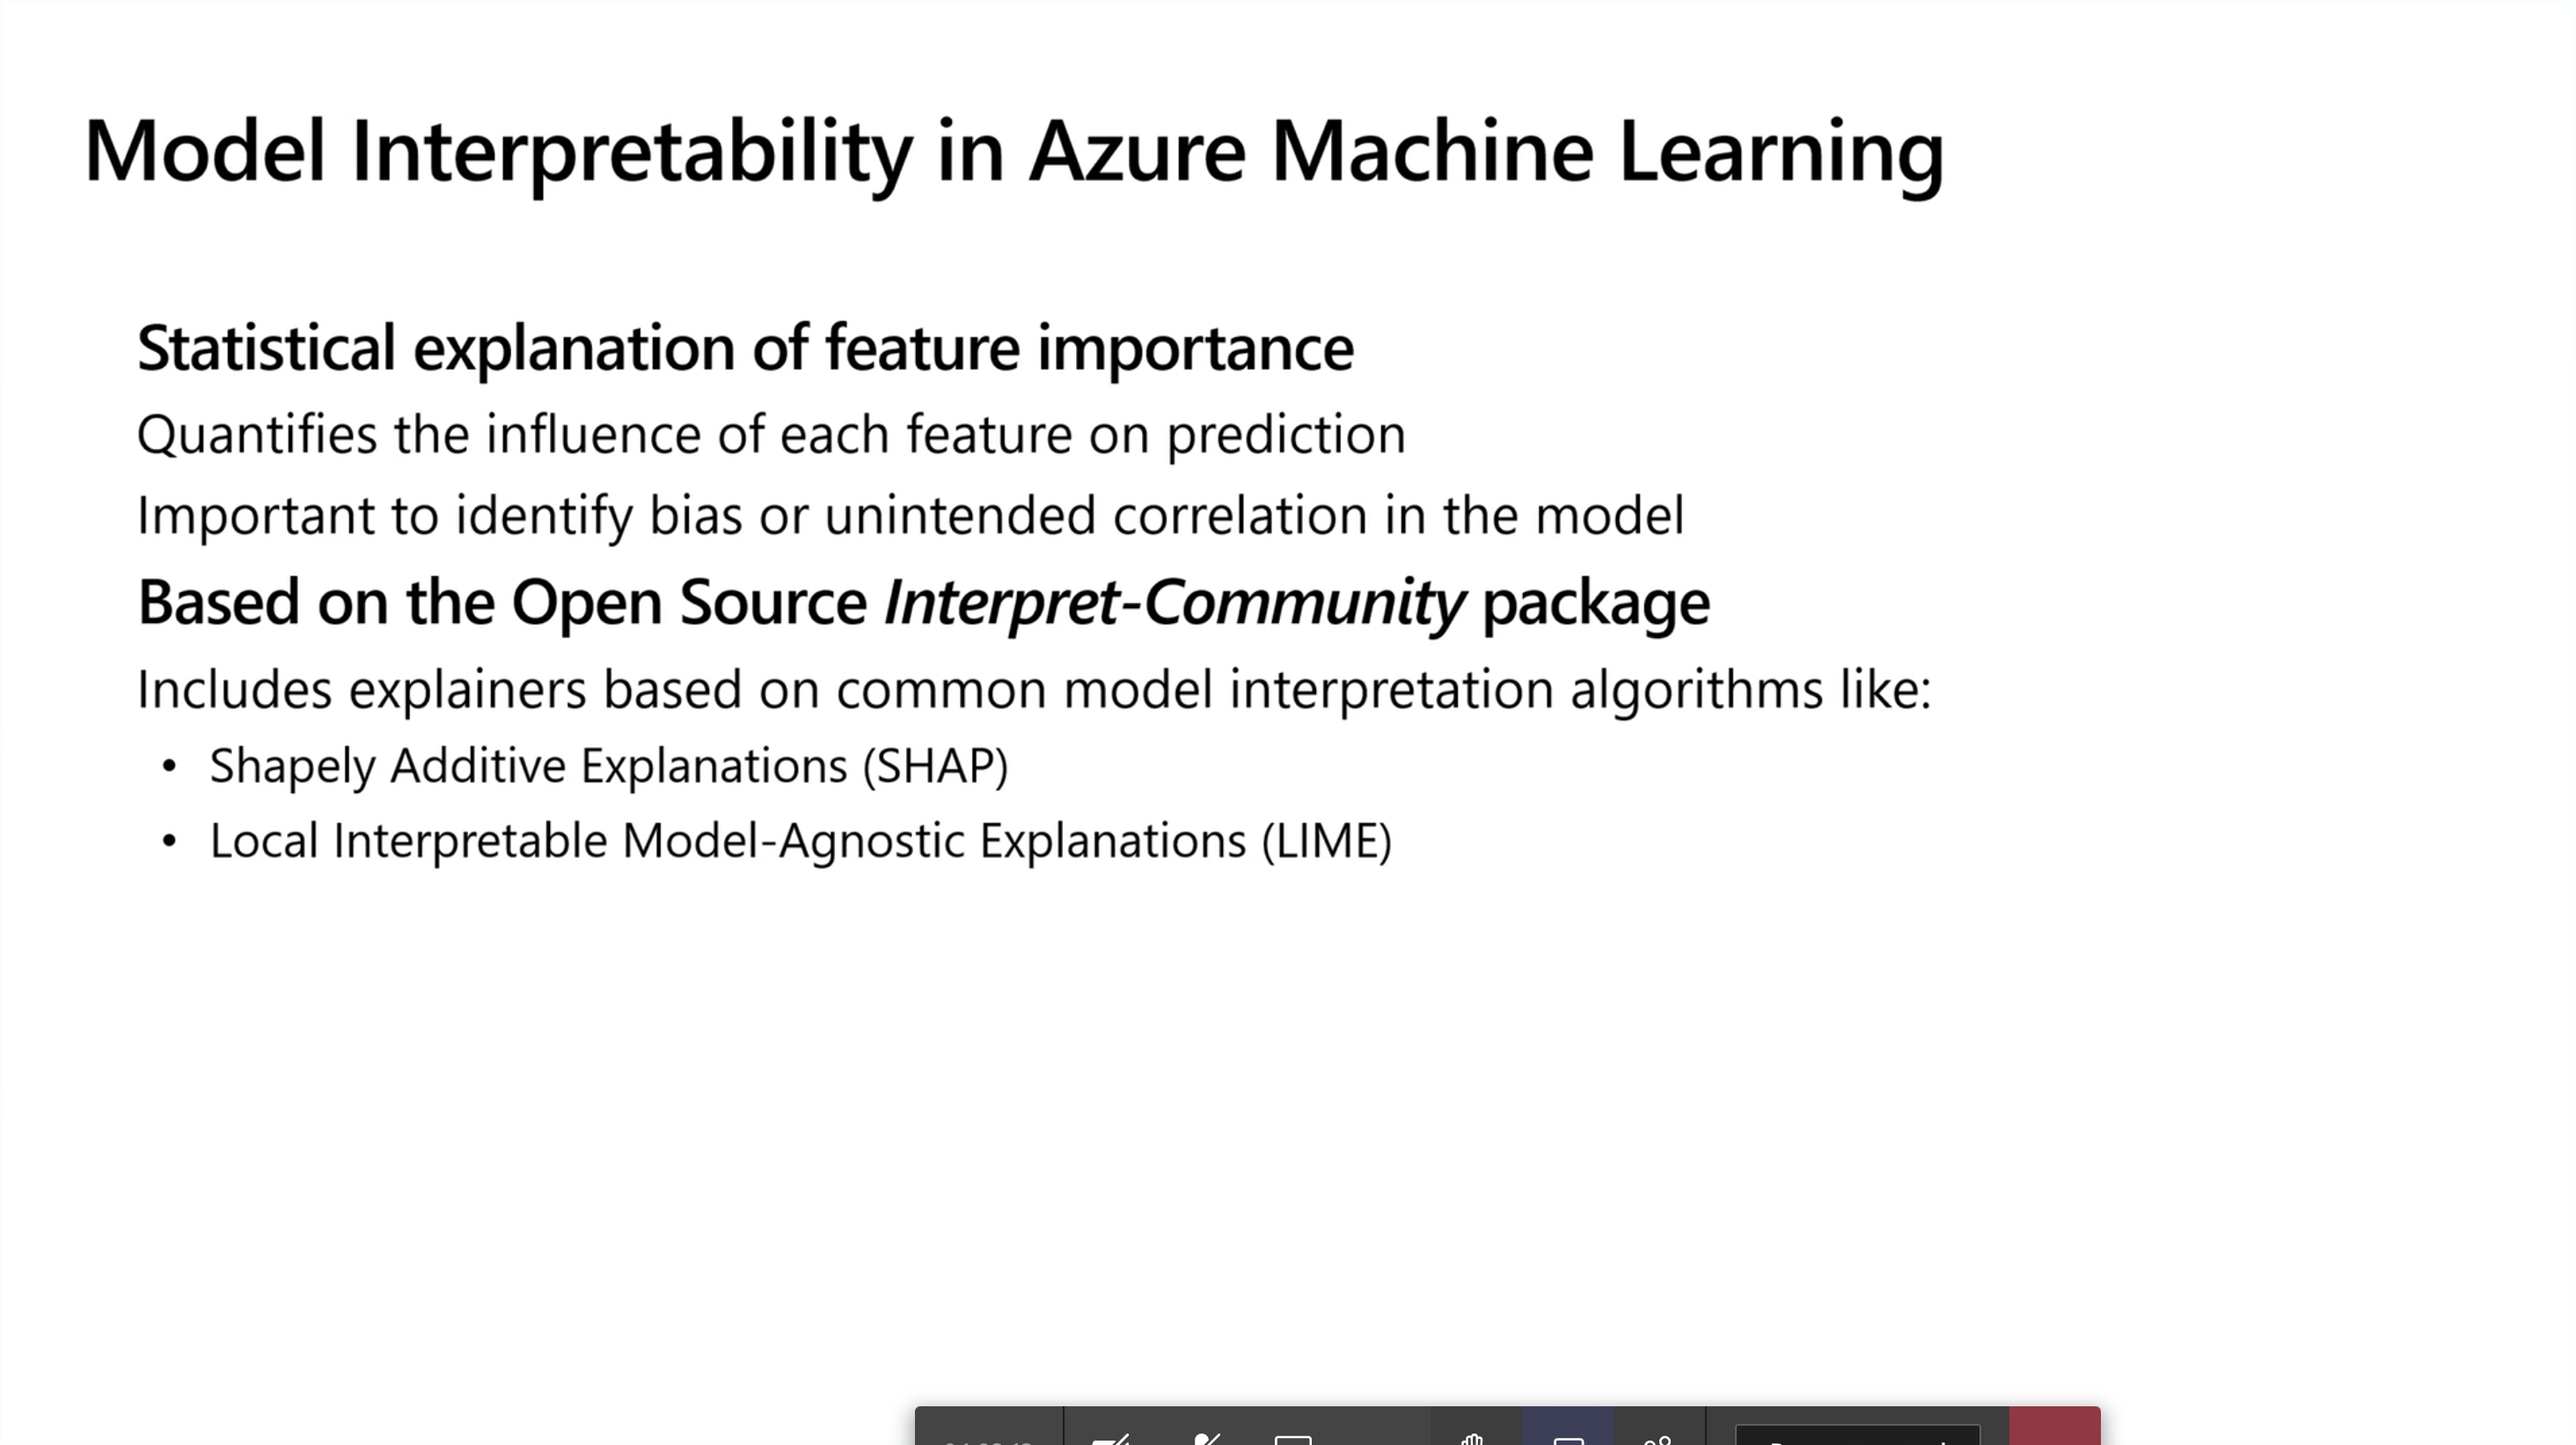 Model Interpretability in Azure Machine Learning
Statistical explanation of feature importance
Quantifies the influence of each feature on prediction
Important to identify bias or unintended correlation in the model
Based on the Open Source Interpret-Community package
Includes explainers based on common model interpretation algorithms like:
• Shapely Additive Explanations (SHAP)
• Local Interpretable Model-Agnostic Explanations (LIME)